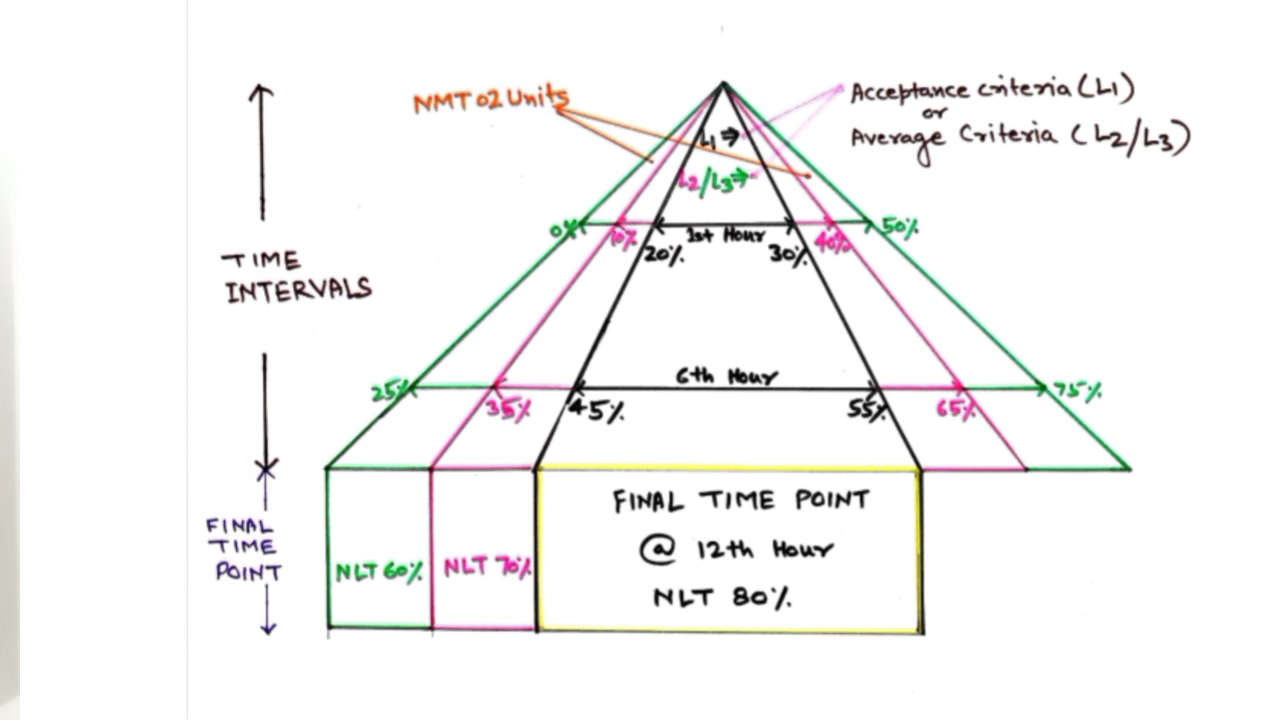 NMT 02 Units
Acceptance criteria (L1)
or
Average Criteria (L2/L3)
L1
L2/L3
0%
10%
20%
1st Hour
30%
40%
50%
TIME
INTERVALS
25%
35%
45%
6th Hour
55%
65%
75%
FINAL
TIME
POINT
NLT 60%
NLT 70%
FINAL TIME POINT
@ 12th Hour
NLT 80%